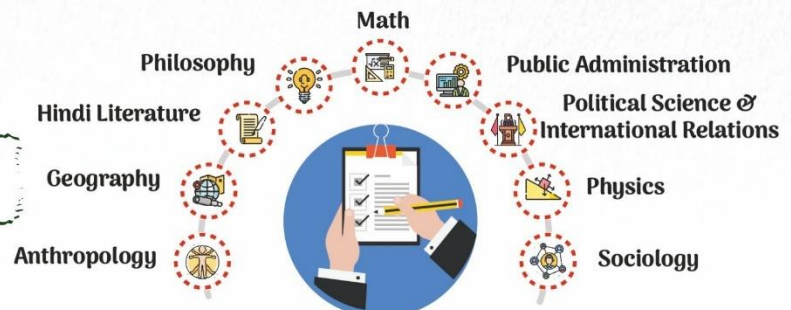 Math
Philosophy
Public Administration
Hindi Literature
Political Science &
International Relations
Geography
Physics
Anthropology
Sociology